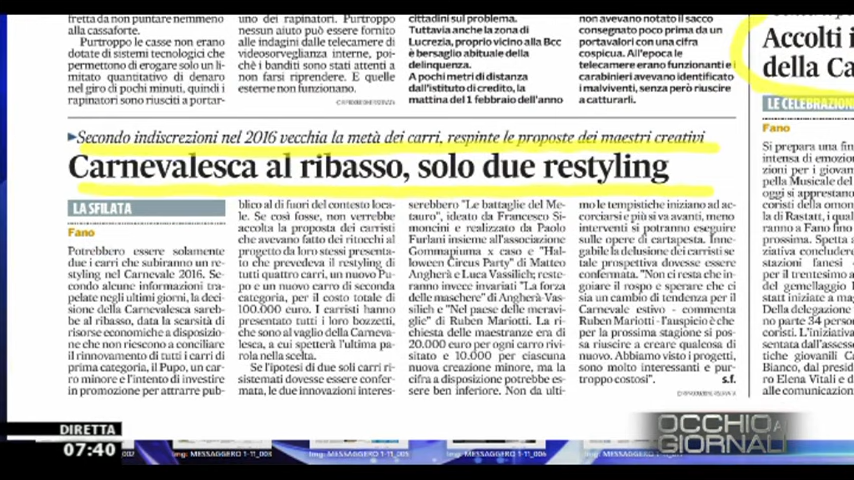 fretta da non puntare nemmeno
alla cassaforte.
Purtroppo le casse non erano
dotate di sistemi tecnologici che
permettono di erogare solo un li-
mitato quantitativo di denaro
nel giro di pochi minuti, quindi i
rapinatori sono riusciti a portar-
uno dei rapinatori. Purtroppo
nessun aiuto può essere fornito
alle indagini dalle telecamere di
videosorveglianza interne, poi-
chè i banditi sono stati attenti a
non farsi riprendere. E quelle
esterne non funzionano.
cittadini sul problema.
Tuttavia anche la zona di
Lucrezia, proprio vicino alla Bcc
è bersaglio abituale della
delinquenza.
A pochi metri di distanza
dall'istituto di credito, la
mattina del 1 febbraio dell'anno
non avevano notato il sacco
consegnato poco prima da un
portavalori con una cifra
cospicua. All'epoca le
telecamere erano funzionanti e i
carabinieri avevano identificato
i malviventi, senza però riuscire
a catturarli.
Secondo indiscrezioni nel 2016 vecchia la metà dei carri, respinte le proposte dei maestri creativi
Carnevalesca al ribasso, solo due restyling
LA SFILATA
Fano
Potrebbero essere solamente
due i carri che subiranno un re-
styling nel Carnevale 2016. Se-
condo alcune informazioni tra-
pelate negli ultimi giorni, la deci-
sione della Carnevalesca sareb-
be al ribasso, data la scarsità di
risorse economiche a disposizio-
ne che non riescono a conciliare
il rinnovamento di tutti i carri di
prima categoria, il Pupo, un car-
ro minore e l'intento di investire
in promozione per attrarre pub-
blico al di fuori del contesto loca-
le. Se così fosse, non verrebbe
accolta la proposta dei carristi
che avevano fatto dei ritocchi al
progetto da loro stessi presenta-
to che prevedeva il restyling di
tutti quattro carri, un nuovo Pu-
po e un nuovo carro di seconda
categoria, per il costo totale di
100.000 euro. I carristi hanno
presentato tutti i loro bozzetti,
che sono al vaglio della Carneva-
lesca, a cui spetterà l'ultima pa-
rola nella scelta.
Se l'ipotesi di due soli carri ri-
sistemati dovesse essere confer-
mata, le due innovazioni interes-
serebbero "Le battaglie del Me-
tauro", ideato da Francesco Si-
moncini e realizzato da Paolo
Furlani insieme all'associazione
Gommapiuma x caso e "Hal-
loween Circus Party" di Matteo
Angherà e Luca Vassilich; reste-
ranno invece invariati "La forza
delle maschere" di Angherà-Vas-
silich e "Nel paese delle meravi-
glie" di Ruben Mariotti. La ri-
chiesta delle maestranze era di
20.000 euro per ogni carro rivi-
sitato e 10.000 per ciascuna
nuova creazione minore, ma la
cifra a disposizione potrebbe es-
sere ben inferiore. Non da ulti-
mo le tempistiche iniziano ad ac-
corciarsi e più si va avanti, meno
interventi si potranno eseguire
sulle opere di cartapesta. Inne-
gabile la delusione dei carristi se
tale prospettiva dovesse essere
confermata. "Non ci resta che in-
goiare il rospo e sperare che ci
sia un cambio di tendenza per il
Carnevale estivo - commenta
Ruben Mariotti - l'auspicio è che
per la prossima stagione si pos-
sa riuscire a creare qualcosa di
nuovo. Abbiamo visto i progetti,
sono molto interessanti e pur-
troppo costosi".
s.f.
Accolti i
della Ca
LE CELEBRAZION
Fano
Si prepara una fin
intensa di emozion
zioni per i giovan
pella Musicale del
oggi si apprestano
coristi della omon
di Rastatt, i quali
ranno a Fano fino
prossima. Spetta a
ziativa concluder
stazioni fanesi
per il trentesimo a
del gemellaggio l
stat iniziate a mag
Della delegazione
no parte 34 person
coristi. L'iniziativa
sentata dall'assess
tiche giovanili Ca
Bianco, dal presid
ro Elena Vitali e d
alle comunicazioni
DIRETTA
07:40
OCCHIO AI
GIORNALI
img: MESSAGGERO 1-11_003
img: MESSAGGERO 1-11_005
img: MESSAGGERO 1-11_006